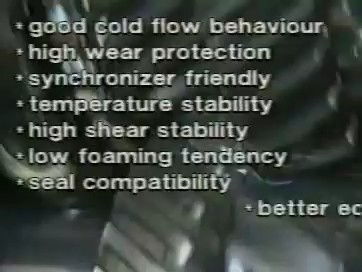 * good cold flow behaviour
* high wear protection
* synchronizer friendly
* temperature stability
* high shear stability
* low foaming tendency
* seal compatibility
* better ec